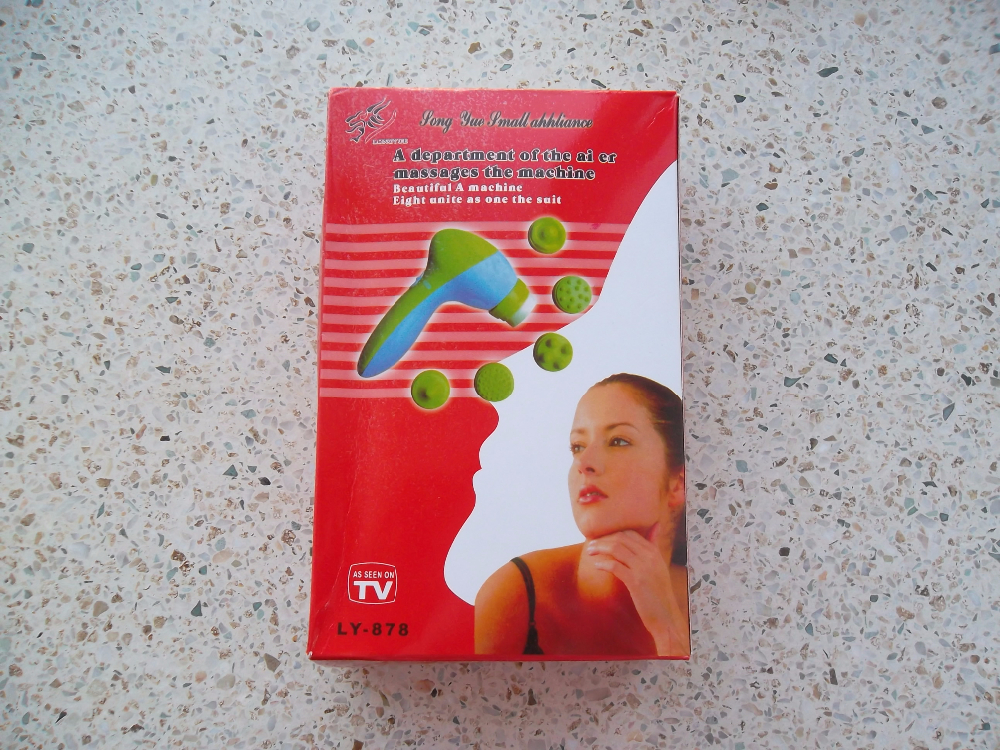 Song Yue Small ahhliance
LONGYUE
A department of the ai er
massages the machine
Beautiful A machine
Eight unite as one the suit
AS SEEN ON
TV
LY-878